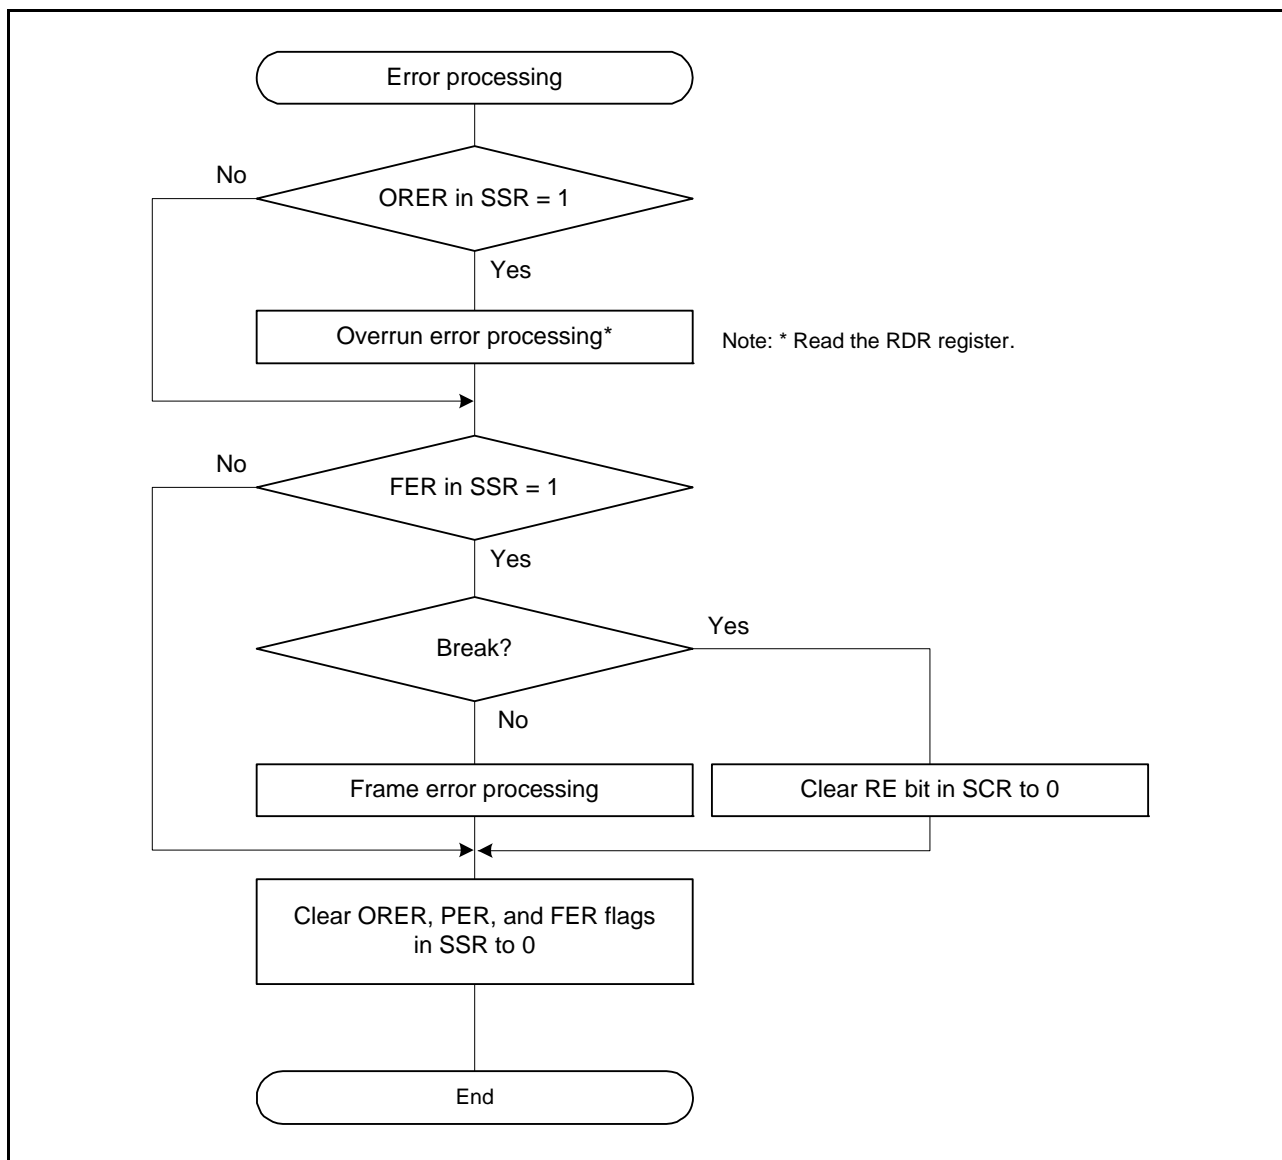 Error processing
No
ORER in SSR = 1
Yes
Overrun error processing*
Note: * Read the RDR register.
No
FER in SSR = 1
Yes
Break?
Yes
No
Frame error processing
Clear RE bit in SCR to 0
Clear ORER, PER, and FER flags
in SSR to 0
End